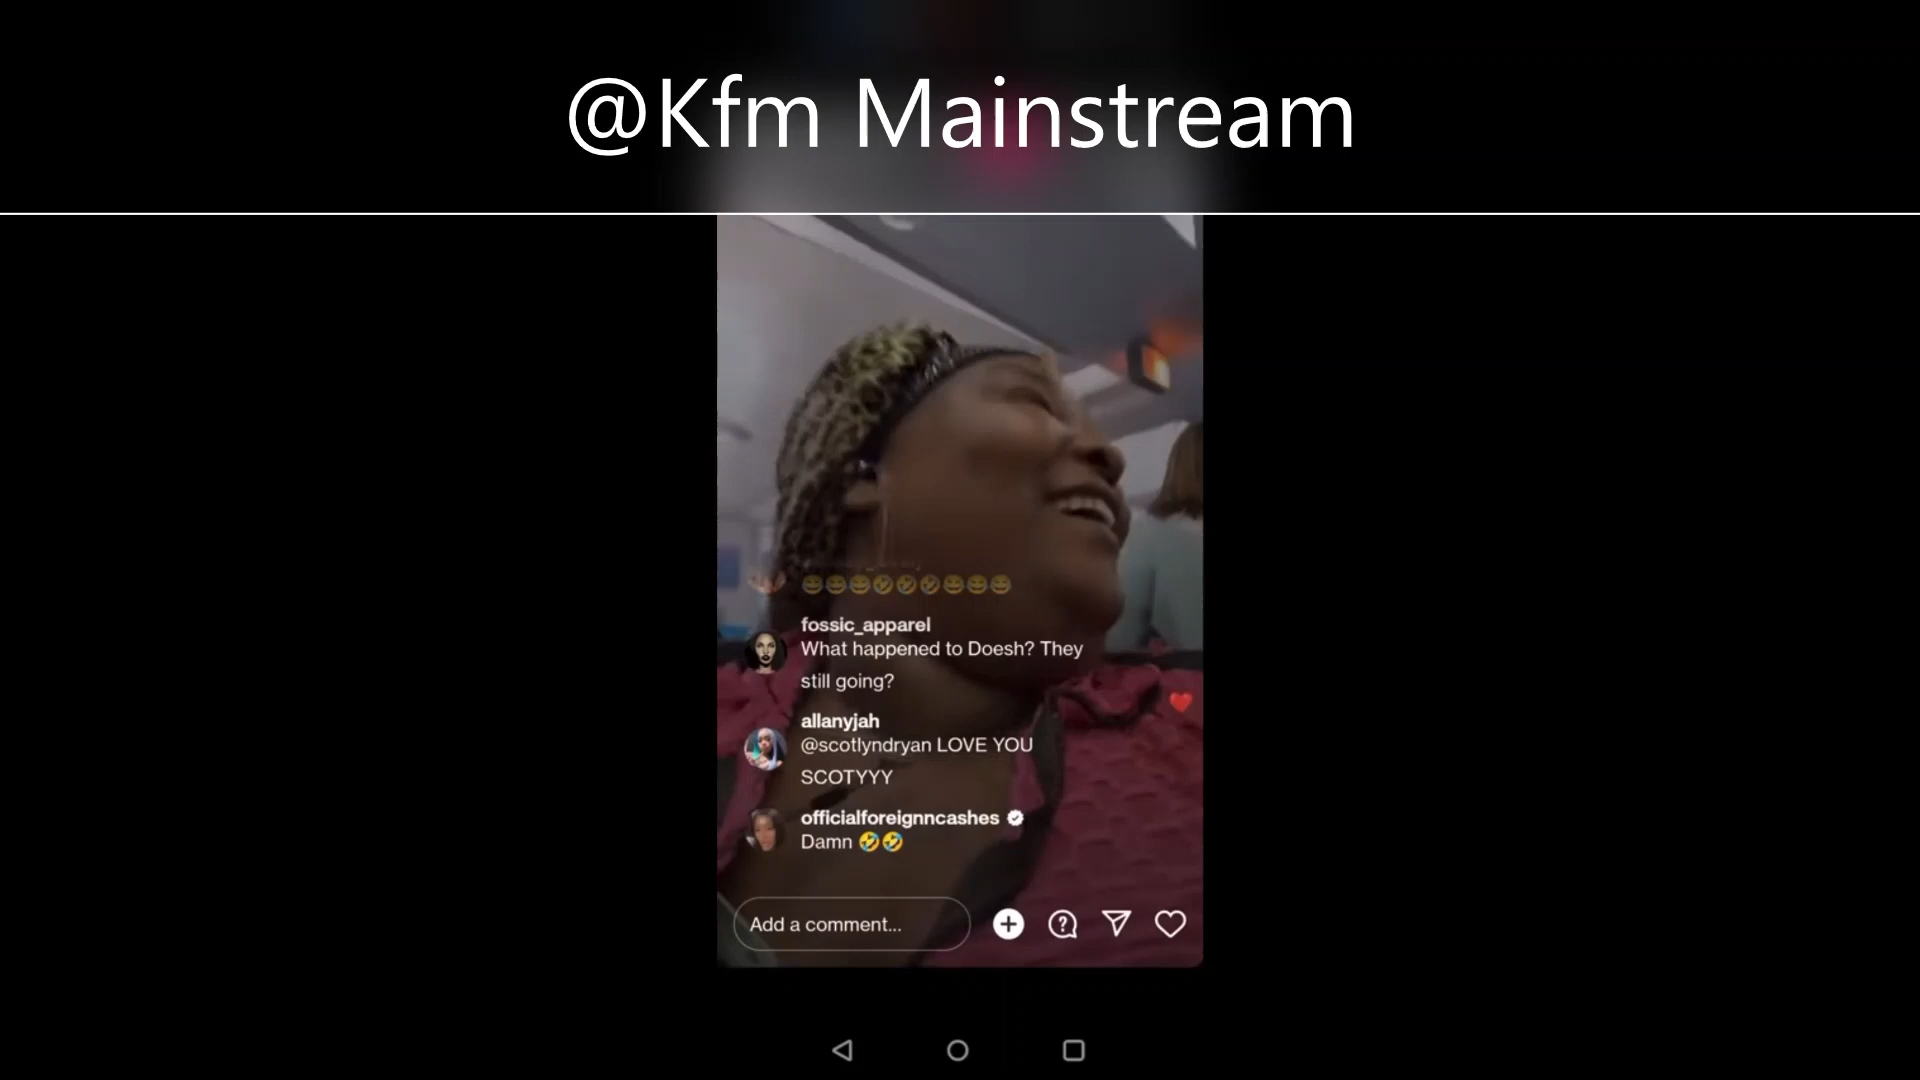 @Kfm Mainstream
😂😂😂🤣🤣🤣😂😂😂
fossic_apparel
What happened to Doesh? They
still going?
allanyjah
@scotlyndryan LOVE YOU
SCOTYYY
officialforeignncashes
Damn 🤣🤣
Add a comment...